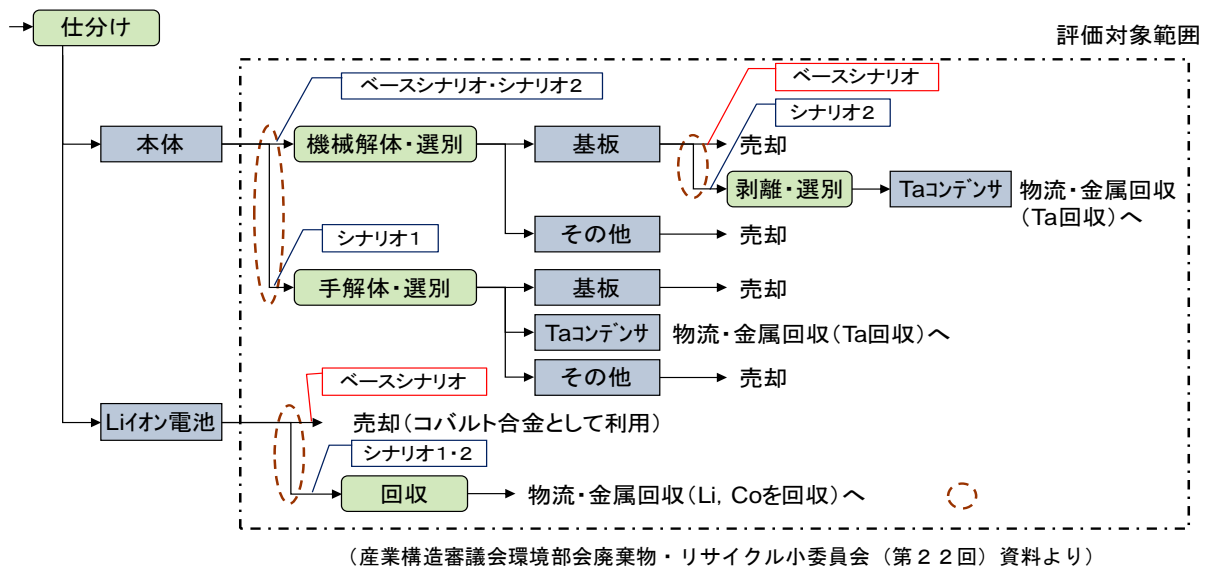 仕分け
評価対象範囲
ベースシナリオ・シナリオ2
ベースシナリオ
シナリオ2
本体
機械解体・選別
基板
売却
剥離・選別
Taコンデンサ
物流・金属回収
(Ta回収)へ
その他
売却
シナリオ1
手解体・選別
基板
売却
Taコンデンサ
物流・金属回収(Ta回収)へ
その他
売却
ベースシナリオ
Liイオン電池
売却(コバルト合金として利用)
シナリオ1・2
回収
物流・金属回収(Li, Coを回収)へ
(産業構造審議会環境部会廃棄物・リサイクル小委員会(第22回)資料より)